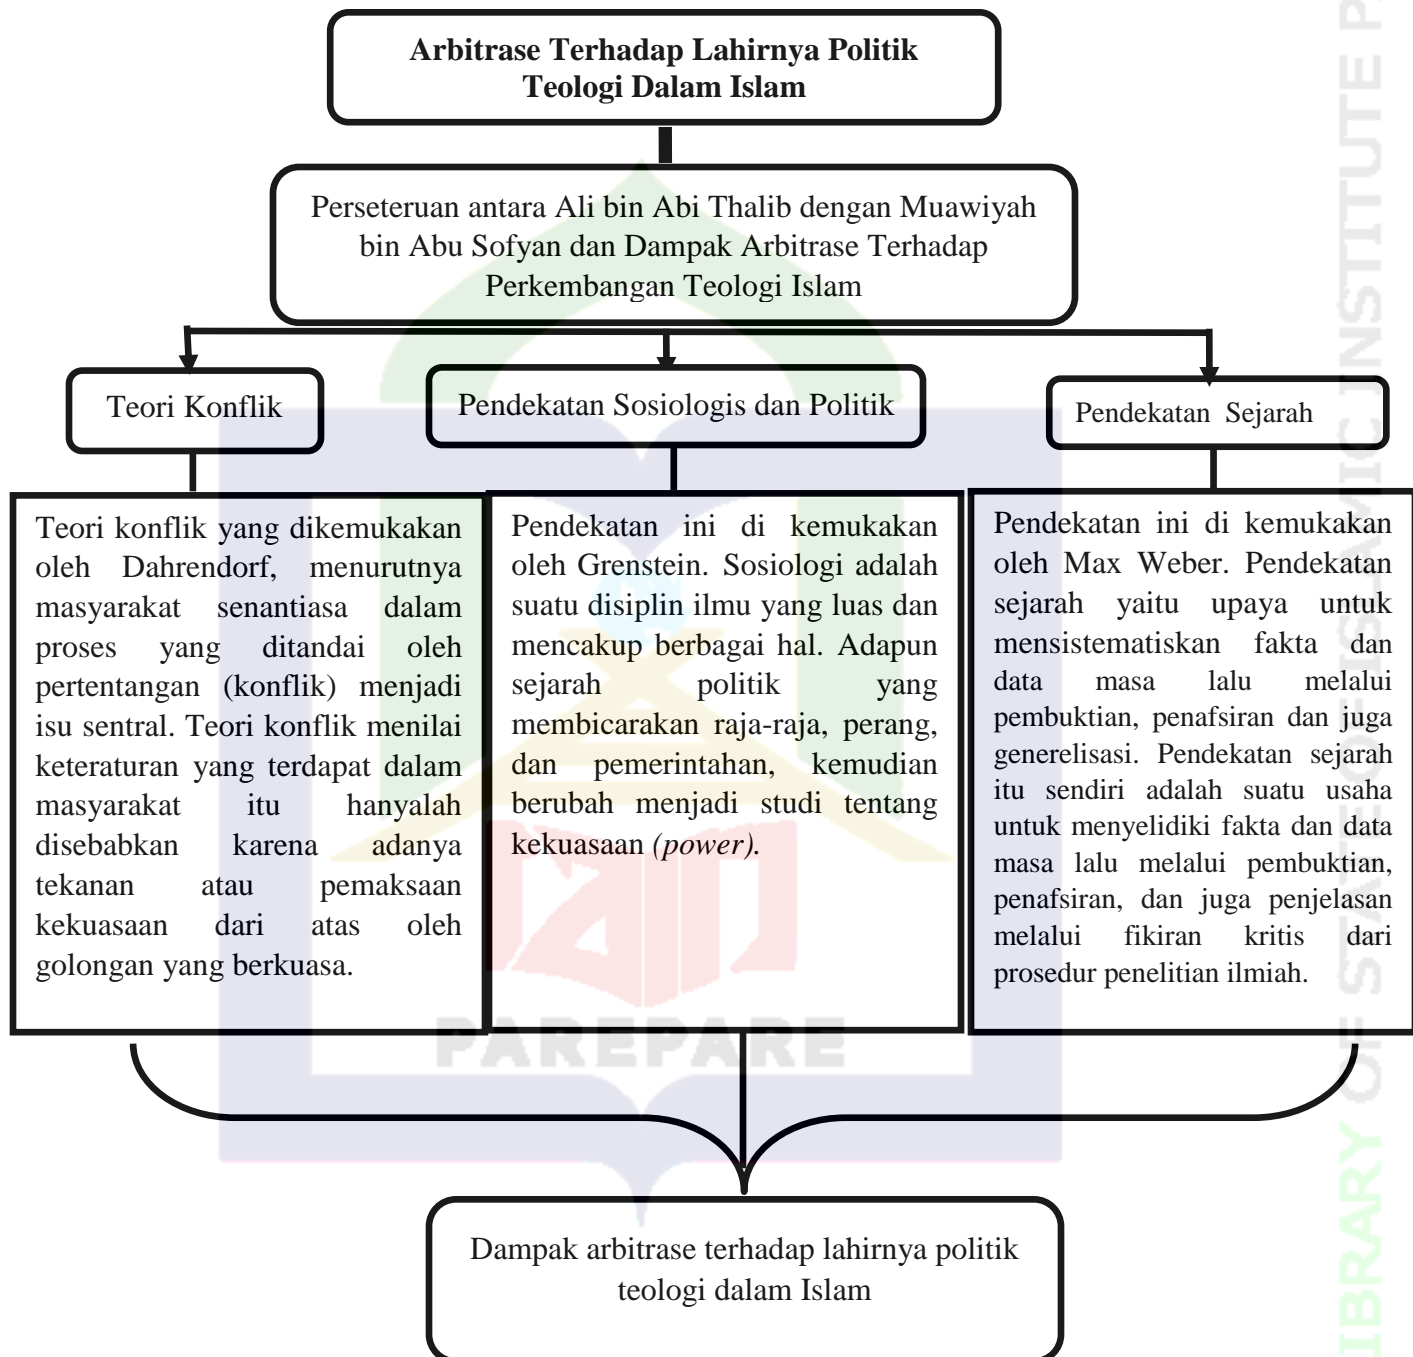 Arbitrase Terhadap Lahirnya Politik
Teologi Dalam Islam
Perseteruan antara Ali bin Abi Thalib dengan Muawiyah
bin Abu Sofyan dan Dampak Arbitrase Terhadap
Perkembangan Teologi Islam
Teori Konflik
Pendekatan Sosiologis dan Politik
Pendekatan Sejarah
Teori konflik yang dikemukakan
oleh Dahrendorf, menurutnya
masyarakat senantiasa dalam
proses yang ditandai oleh
pertentangan (konflik) menjadi
isu sentral. Teori konflik menilai
keteraturan yang terdapat dalam
masyarakat itu hanyalah
disebabkan karena adanya
tekanan atau pemaksaan
kekuasaan dari atas oleh
golongan yang berkuasa.
Pendekatan ini di kemukakan
oleh Grenstein. Sosiologi adalah
suatu disiplin ilmu yang luas dan
mencakup berbagai hal. Adapun
sejarah politik yang
membicarakan raja-raja, perang,
dan pemerintahan, kemudian
berubah menjadi studi tentang
kekuasaan (power).
Pendekatan ini di kemukakan
oleh Max Weber. Pendekatan
sejarah yaitu upaya untuk
mensistematiskan fakta dan
data masa lalu melalui
pembuktian, penafsiran dan juga
generelisasi. Pendekatan sejarah
itu sendiri adalah suatu usaha
untuk menyelidiki fakta dan data
masa lalu melalui pembuktian,
penafsiran, dan juga penjelasan
melalui fikiran kritis dari
prosedur penelitian ilmiah.
PAREPARE
Dampak arbitrase terhadap lahirnya politik
teologi dalam Islam
IBRARY OF STATE OF ISLAMIC INSTITUTE PA